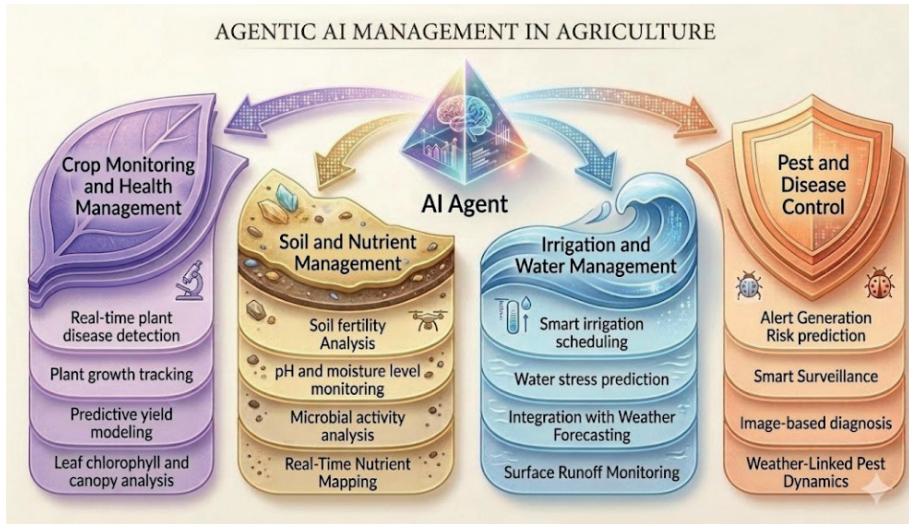 AGENTIC AI MANAGEMENT IN AGRICULTURE
AI Agent
Crop Monitoring
and Health
Management
Real-time plant
disease detection
Plant growth tracking
Predictive yield
modeling
Leaf chlorophyll and
canopy analysis
Soil and Nutrient
Management
Soil fertility
Analysis
pH and moisture level
monitoring
Microbial activity
analysis
Real-Time Nutrient
Mapping
Irrigation and
Water Management
Smart irrigation
scheduling
Water stress prediction
Integration with Weather
Forecasting
Surface Runoff Monitoring
Pest and
Disease
Control
Alert Generation
Risk prediction
Smart Surveillance
Image-based diagnosis
Weather-Linked Pest
Dynamics